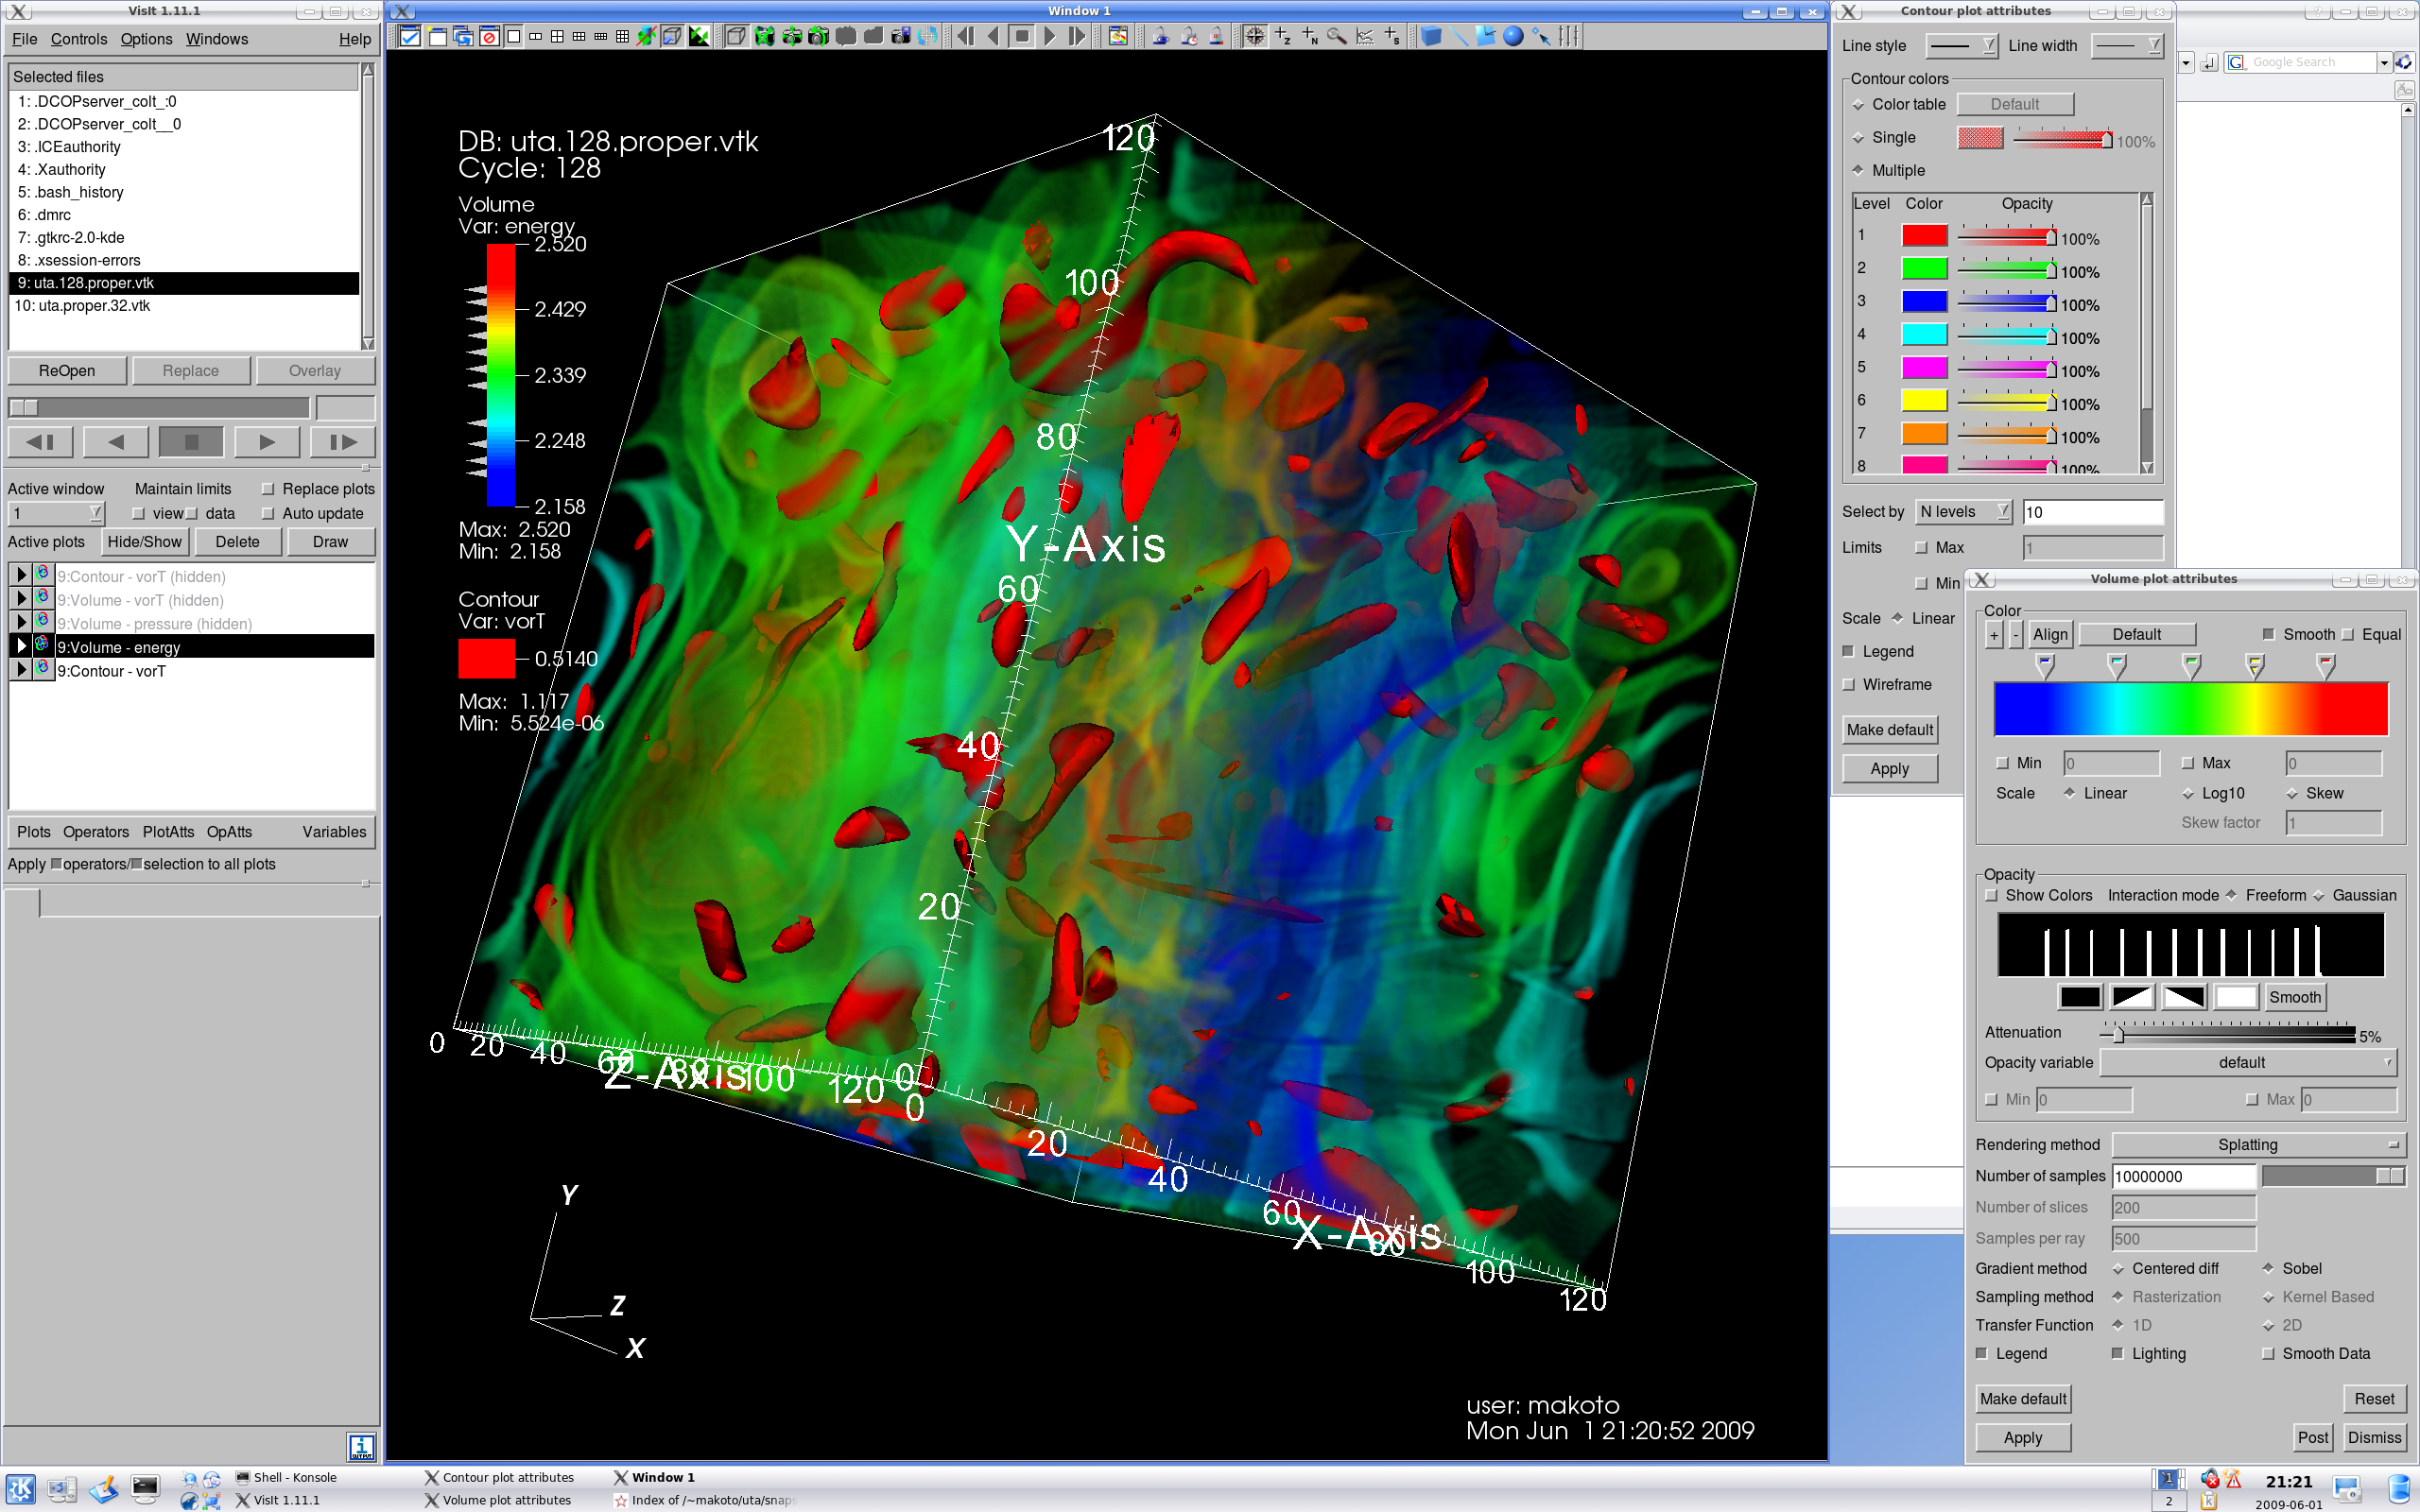 VisIt 1.11.1
File Controls Options Windows Help
Selected files
1: .DCOPserver_colt_:0
2: .DCOPserver_colt__0
3: .ICEauthority
4: .Xauthority
5: .bash_history
6: .dmrc
7: .gtkrc-2.0-kde
8: .xsession-errors
9: uta.128.proper.vtk
10: uta.proper.32.vtk
ReOpen Replace Overlay
Active window Maintain limits Replace plots
1 view data Auto update
Active plots Hide/Show Delete Draw
9:Contour - vorT (hidden)
9:Volume - vorT (hidden)
9:Volume - pressure (hidden)
9:Volume - energy
9:Contour - vorT
Plots Operators PlotAtts OpAtts Variables
Apply operators/ selection to all plots
Window 1
DB: uta.128.proper.vtk
Cycle: 128
Volume
Var: energy
2.520
2.429
2.339
2.248
2.158
Max: 2.520
Min: 2.158
Contour
Var: vorT
0.5140
Max: 1.117
Min: 5.524e-06
120
100
80
Y-Axis
60
40
20
0
0 20 40 60 80 100 120
Z-Axis
0
20
40
60
80
X-Axis
100
120
Y
Z
X
user: makoto
Mon Jun 1 21:20:52 2009
Contour plot attributes
Line style Line width
Contour colors
Color table Default
Single 100%
Multiple
Level Color Opacity
1 100%
2 100%
3 100%
4 100%
5 100%
6 100%
7 100%
8 100%
Select by N levels 10
Limits Max 1
Min
Scale Linear
Legend
Wireframe
Make default
Apply
Google Search
Volume plot attributes
Color
+ - Align Default Smooth Equal
Min 0 Max 0
Scale Linear Log10 Skew
Skew factor 1
Opacity
Show Colors Interaction mode Freeform Gaussian
Smooth
Attenuation 5%
Opacity variable default
Min 0 Max 0
Rendering method Splatting
Number of samples 10000000
Number of slices 200
Samples per ray 500
Gradient method Centered diff Sobel
Sampling method Rasterization Kernel Based
Transfer Function 1D 2D
Legend Lighting Smooth Data
Make default Reset
Apply Post Dismiss
Shell - Konsole Contour plot attributes Window 1
VisIt 1.11.1 Volume plot attributes Index of /~makoto/uta/snaps
1
2
21:21
2009-06-01